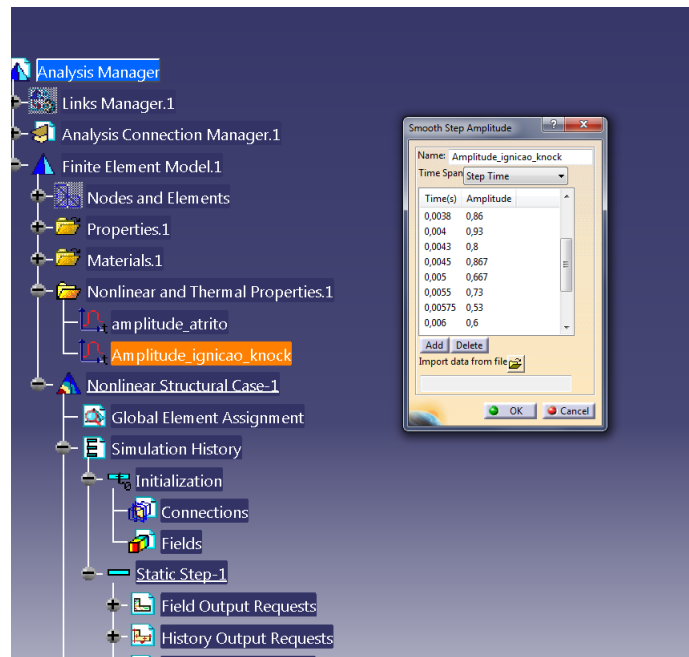 Analysis Manager
Links Manager.1
Analysis Connection Manager.1
Finite Element Model.1
Nodes and Elements
Properties.1
Materials.1
Nonlinear and Thermal Properties.1
amplitude_atrito
Amplitude_ignicao_knock
Nonlinear Structural Case-1
Global Element Assignment
Simulation History
Initialization
Connections
Fields
Static Step-1
Field Output Requests
History Output Requests
Smooth Step Amplitude
Name: Amplitude_ignicao_knock
Time Span Step Time
Time(s) Amplitude
0,0038 0,86
0,004 0,93
0,0043 0,8
0,0045 0,867
0,005 0,667
0,0055 0,73
0,00575 0,53
0,006 0,6
Add Delete
Import data from file
OK Cancel